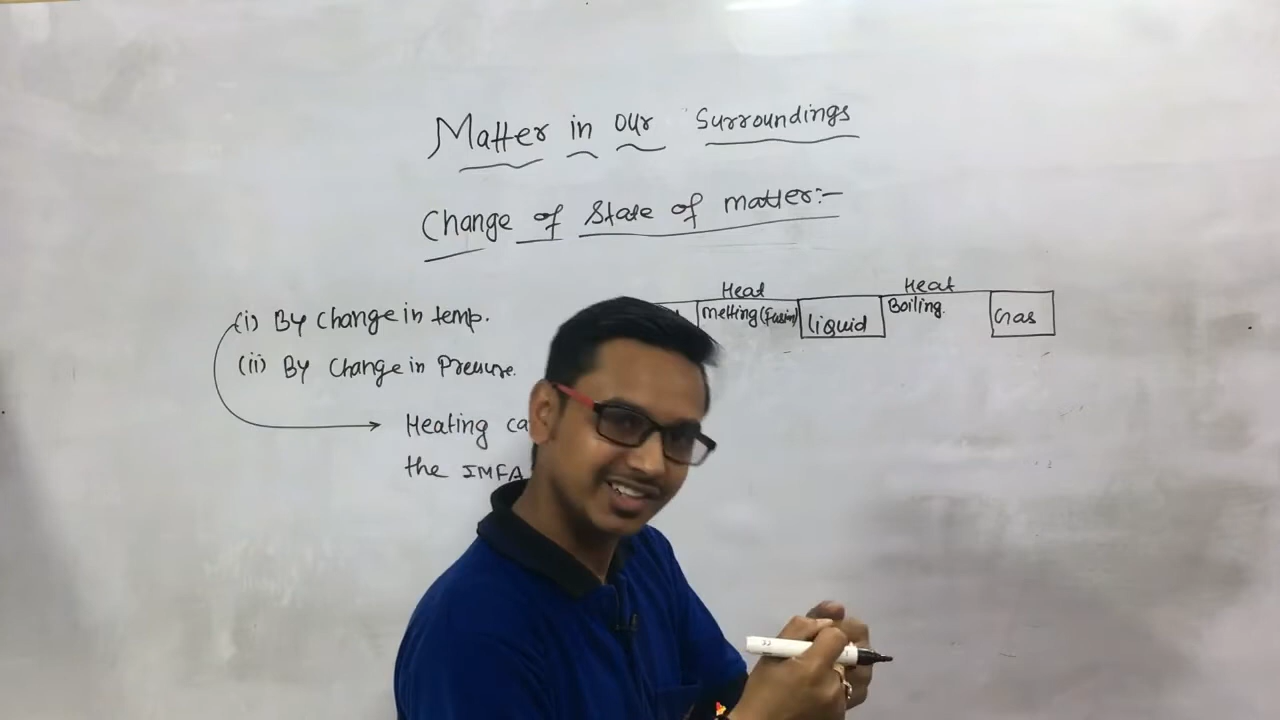 Matter in our Surroundings
Change of State of matter:-
(i) By Change in temp.
(ii) By Change in Pressure.
Heating ca
the IMFA
Heat Heat
melting (Fusion) liquid Boiling. Gas